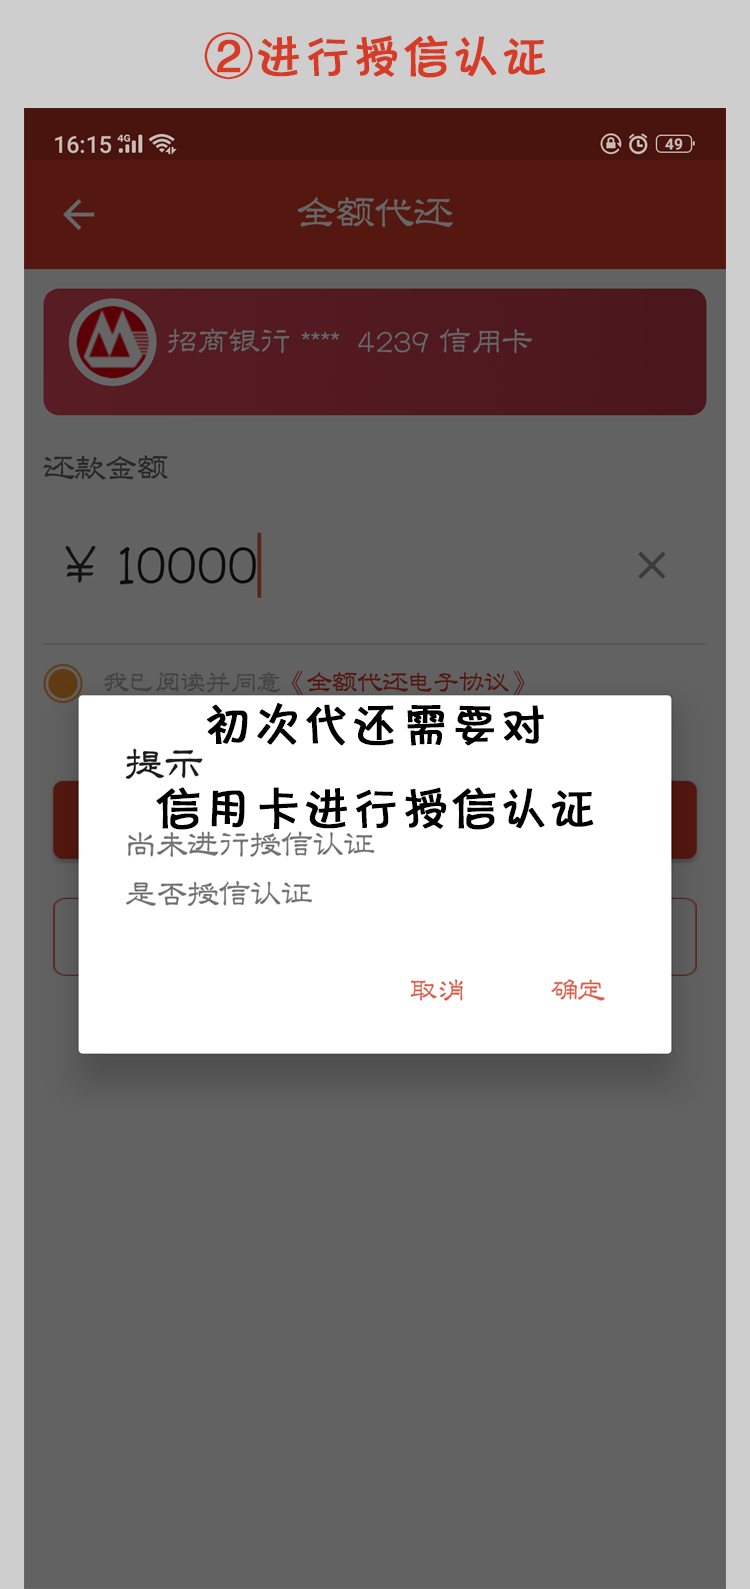 ②进行授信认证
16:15 4G 49
全额代还
招商银行 **** 4239 信用卡
还款金额
¥ 10000
我已阅读并同意《全额代还电子协议》
初次代还需要对
提示
信用卡进行授信认证
尚未进行授信认证
是否授信认证
取消 确定